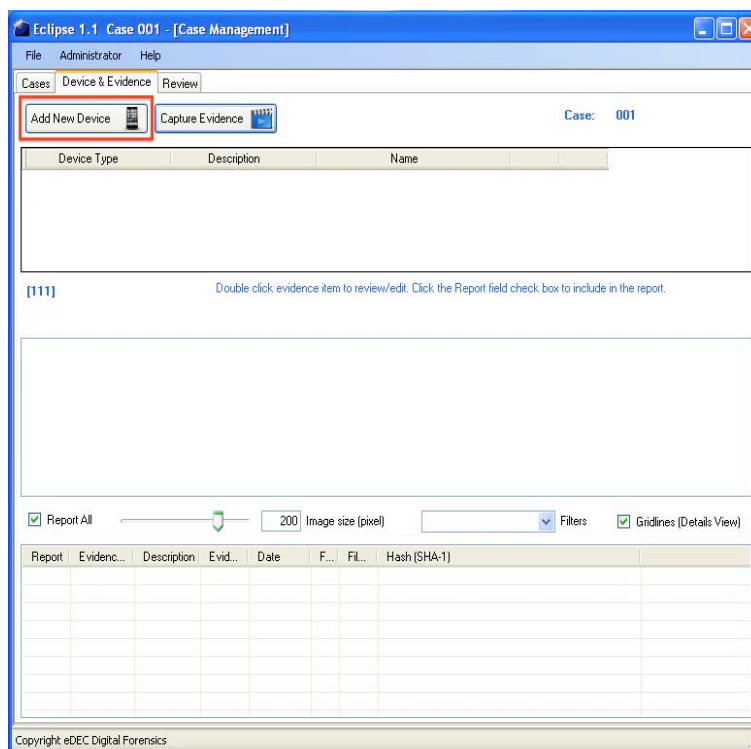 Eclipse 1.1 Case 001 - [Case Management]
File Administrator Help
Cases Device & Evidence Review
Add New Device Capture Evidence Case: 001
Device Type Description Name
[111] Double click evidence item to review/edit. Click the Report field check box to include in the report.
Report All 200 Image size (pixel) Filters Gridlines (Details View)
Report Evidenc... Description Evid... Date F... Fil... Hash (SHA-1)
Copyright eDEC Digital Forensics